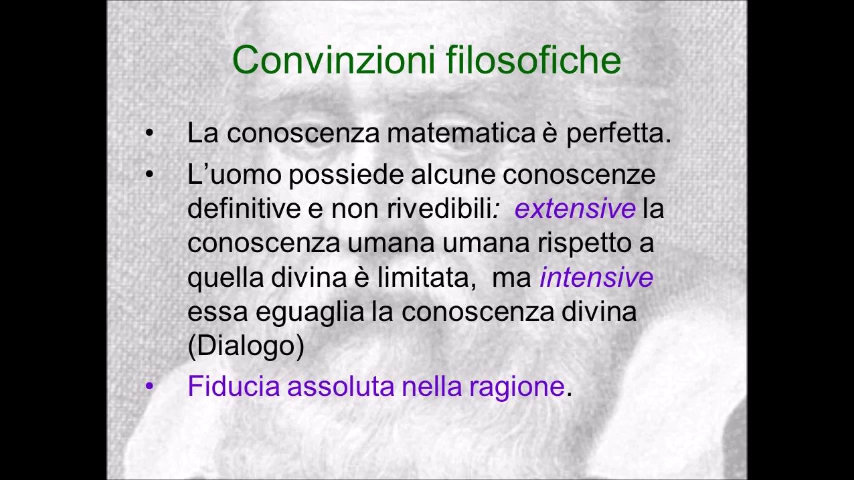 Convinzioni filosofiche
• La conoscenza matematica è perfetta.
• L’uomo possiede alcune conoscenze
definitive e non rivedibili: extensive la
conoscenza umana umana rispetto a
quella divina è limitata, ma intensive
essa eguaglia la conoscenza divina
(Dialogo)
• Fiducia assoluta nella ragione.